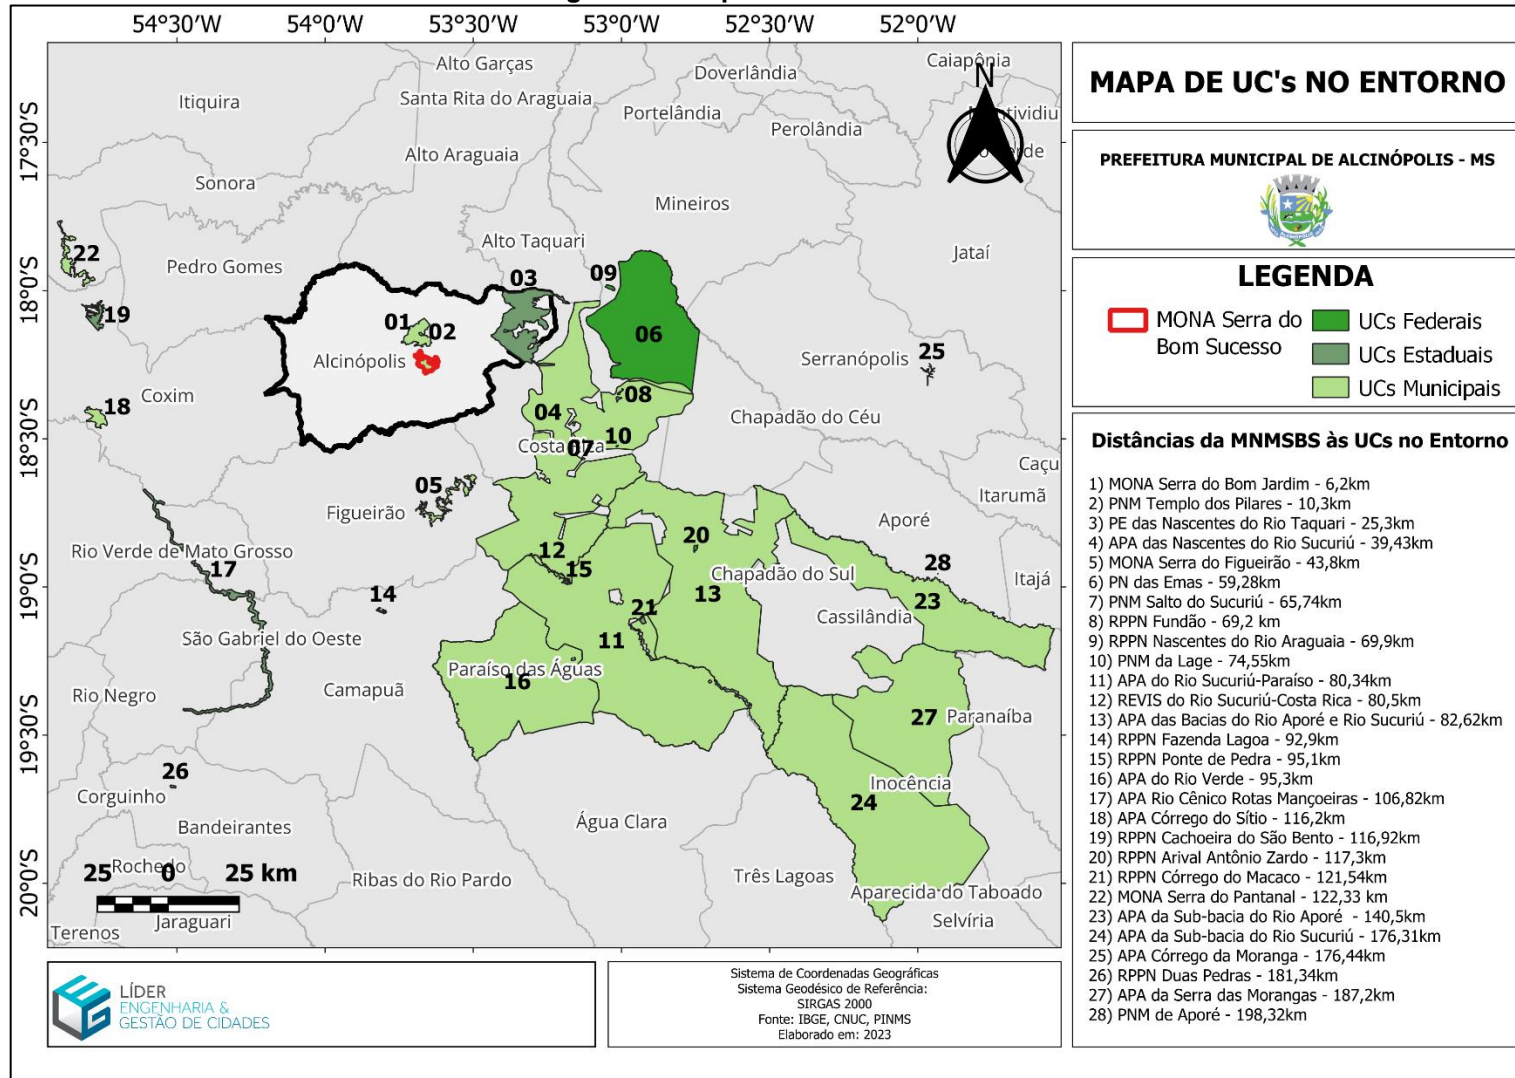 54°30'W 54°0'W 53°30'W 53°0'W 52°30'W 52°0'W
17°30'S
18°0'S
18°30'S
19°0'S
19°30'S
20°0'S
N
Alto Garças
Santa Rita do Araguaia
Doverlândia
Caiapônia
Itiquira
Portelândia
Perolândia
Alto Araguaia
Sonora
Mineiros
Alto Taquari
Jataí
Pedro Gomes
22
03
09
19
01
02
06
Alcinópolis
Serranópolis
25
Coxim
18
04
08
Chapadão do Céu
Costa Rica
07
10
Caçu
05
Itarumã
Figueirão
Aporé
20
Rio Verde de Mato Grosso
17
12
15
Chapadão do Sul
28
Itajá
14
13
23
21
Cassilândia
São Gabriel do Oeste
11
Paraíso das Águas
16
Rio Negro
Camapuã
27
Paranaíba
26
Inocência
24
Corguinho
Bandeirantes
Água Clara
Rochedo
25 0 25 km
Ribas do Rio Pardo
Três Lagoas
Aparecida do Taboado
Jaraguari
Selvíria
Terenos
MAPA DE UC's NO ENTORNO
PREFEITURA MUNICIPAL DE ALCINÓPOLIS - MS
ALCINÓPOLIS
LEGENDA
MONA Serra do
Bom Sucesso
UCs Federais
UCs Estaduais
UCs Municipais
Distâncias da MNMSBS às UCs no Entorno
1) MONA Serra do Bom Jardim - 6,2km
2) PNM Templo dos Pilares - 10,3km
3) PE das Nascentes do Rio Taquari - 25,3km
4) APA das Nascentes do Rio Sucuriú - 39,43km
5) MONA Serra do Figueirão - 43,8km
6) PN das Emas - 59,28km
7) PNM Salto do Sucuriú - 65,74km
8) RPPN Fundão - 69,2 km
9) RPPN Nascentes do Rio Araguaia - 69,9km
10) PNM da Lage - 74,55km
11) APA do Rio Sucuriú-Paraíso - 80,34km
12) REVIS do Rio Sucuriú-Costa Rica - 80,5km
13) APA das Bacias do Rio Aporé e Rio Sucuriú - 82,62km
14) RPPN Fazenda Lagoa - 92,9km
15) RPPN Ponte de Pedra - 95,1km
16) APA do Rio Verde - 95,3km
17) APA Rio Cênico Rotas Mançoeiras - 106,82km
18) APA Córrego do Sítio - 116,2km
19) RPPN Cachoeira do São Bento - 116,92km
20) RPPN Arival Antônio Zardo - 117,3km
21) RPPN Córrego do Macaco - 121,54km
22) MONA Serra do Pantanal - 122,33 km
23) APA da Sub-bacia do Rio Aporé - 140,5km
24) APA da Sub-bacia do Rio Sucuriú - 176,31km
25) APA Córrego da Moranga - 176,44km
26) RPPN Duas Pedras - 181,34km
27) APA da Serra das Morangas - 187,2km
28) PNM de Aporé - 198,32km
LÍDER
ENGENHARIA &
GESTÃO DE CIDADES
Sistema de Coordenadas Geográficas
Sistema Geodésico de Referência:
SIRGAS 2000
Fonte: IBGE, CNUC, PINMS
Elaborado em: 2023